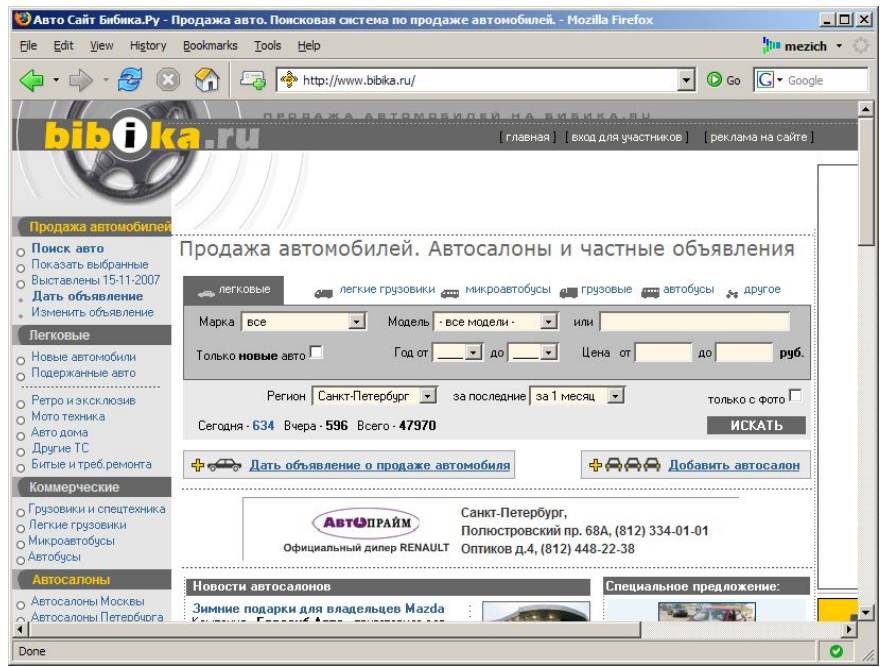 Авто Сайт Бибика.Ру - Продажа авто. Поисковая система по продаже автомобилей. - Mozilla Firefox
File Edit View History Bookmarks Tools Help
mezich
http://www.bibika.ru/
Go
G Google
ПРОДАЖА АВТОМОБИЛЕЙ НА БИБИКА.RU
bibika.ru
[ главная ] [ вход для участников ] [ реклама на сайте ]
Продажа автомобилей
Поиск авто
Показать выбранные
Выставлены 15-11-2007
Дать объявление
Изменить объявление
Легковые
Новые автомобили
Подержанные авто
Ретро и эксклюзив
Мото техника
Авто дома
Другие ТС
Битые и треб.ремонта
Коммерческие
Грузовики и спецтехника
Легкие грузовики
Микроавтобусы
Автобусы
Автосалоны
Автосалоны Москвы
Автосалоны Петербурга
Продажа автомобилей. Автосалоны и частные объявления
легковые легкие грузовики микроавтобусы грузовые автобусы другое
Марка все Модель - все модели - или
Только новые авто Год от ____ до ____ Цена от до руб.
Регион Санкт-Петербург за последние за 1 месяц только с фото
Сегодня - 634 Вчера - 596 Всего - 47970 ИСКАТЬ
Дать объявление о продаже автомобиля Добавить автосалон
АВТОПРАЙМ
Официальный дилер RENAULT
Санкт-Петербург,
Полюстровский пр. 68А, (812) 334-01-01
Оптиков д.4, (812) 448-22-38
Новости автосалонов
Зимние подарки для владельцев Mazda
Специальное предложение:
Done